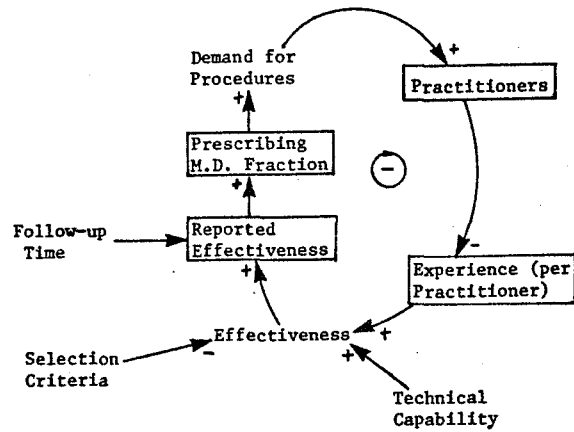 Demand for
Procedures
+
+
Practitioners
Prescribing
M.D. Fraction
-
+
Follow-up
Time
Reported
Effectiveness
+
-
Experience (per
Practitioner)
Effectiveness
+
-
+
Selection
Criteria
Technical
Capability